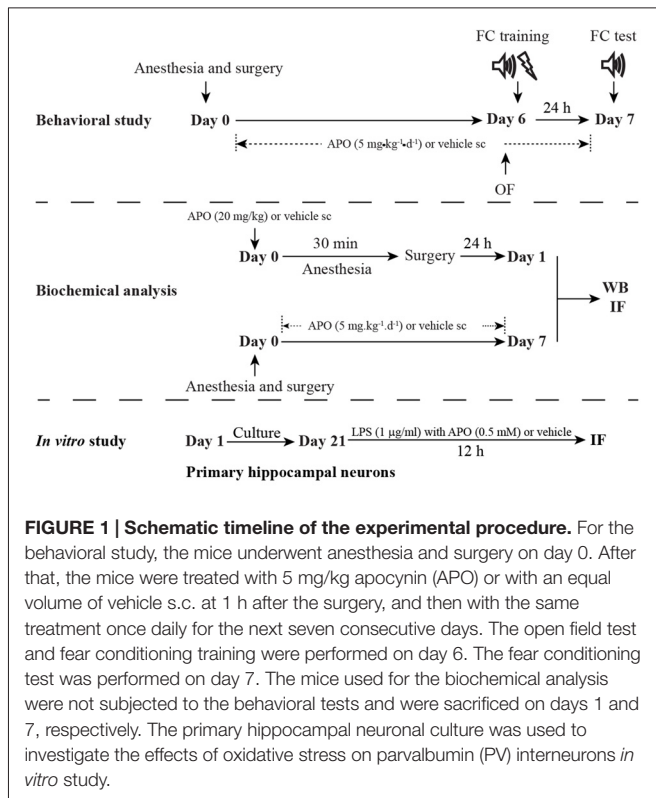 FC training
FC test
Anesthesia and surgery
24 h
Behavioral study
Day 0
Day 6
Day 7
APO (5 mg•kg⁻¹•d⁻¹) or vehicle sc
OF
APO (20 mg/kg) or vehicle sc
30 min
24 h
Day 0
Surgery
Day 1
Anesthesia
Biochemical analysis
WB
IF
APO (5 mg.kg⁻¹.d⁻¹) or vehicle sc
Day 0
Day 7
Anesthesia and surgery
In vitro study
Day 1
Culture
Day 21
LPS (1 µg/ml) with APO (0.5 mM) or vehicle
12 h
IF
Primary hippocampal neurons
FIGURE 1 | Schematic timeline of the experimental procedure. For the
behavioral study, the mice underwent anesthesia and surgery on day 0. After
that, the mice were treated with 5 mg/kg apocynin (APO) or with an equal
volume of vehicle s.c. at 1 h after the surgery, and then with the same
treatment once daily for the next seven consecutive days. The open field test
and fear conditioning training were performed on day 6. The fear conditioning
test was performed on day 7. The mice used for the biochemical analysis
were not subjected to the behavioral tests and were sacrificed on days 1 and
7, respectively. The primary hippocampal neuronal culture was used to
investigate the effects of oxidative stress on parvalbumin (PV) interneurons in
vitro study.